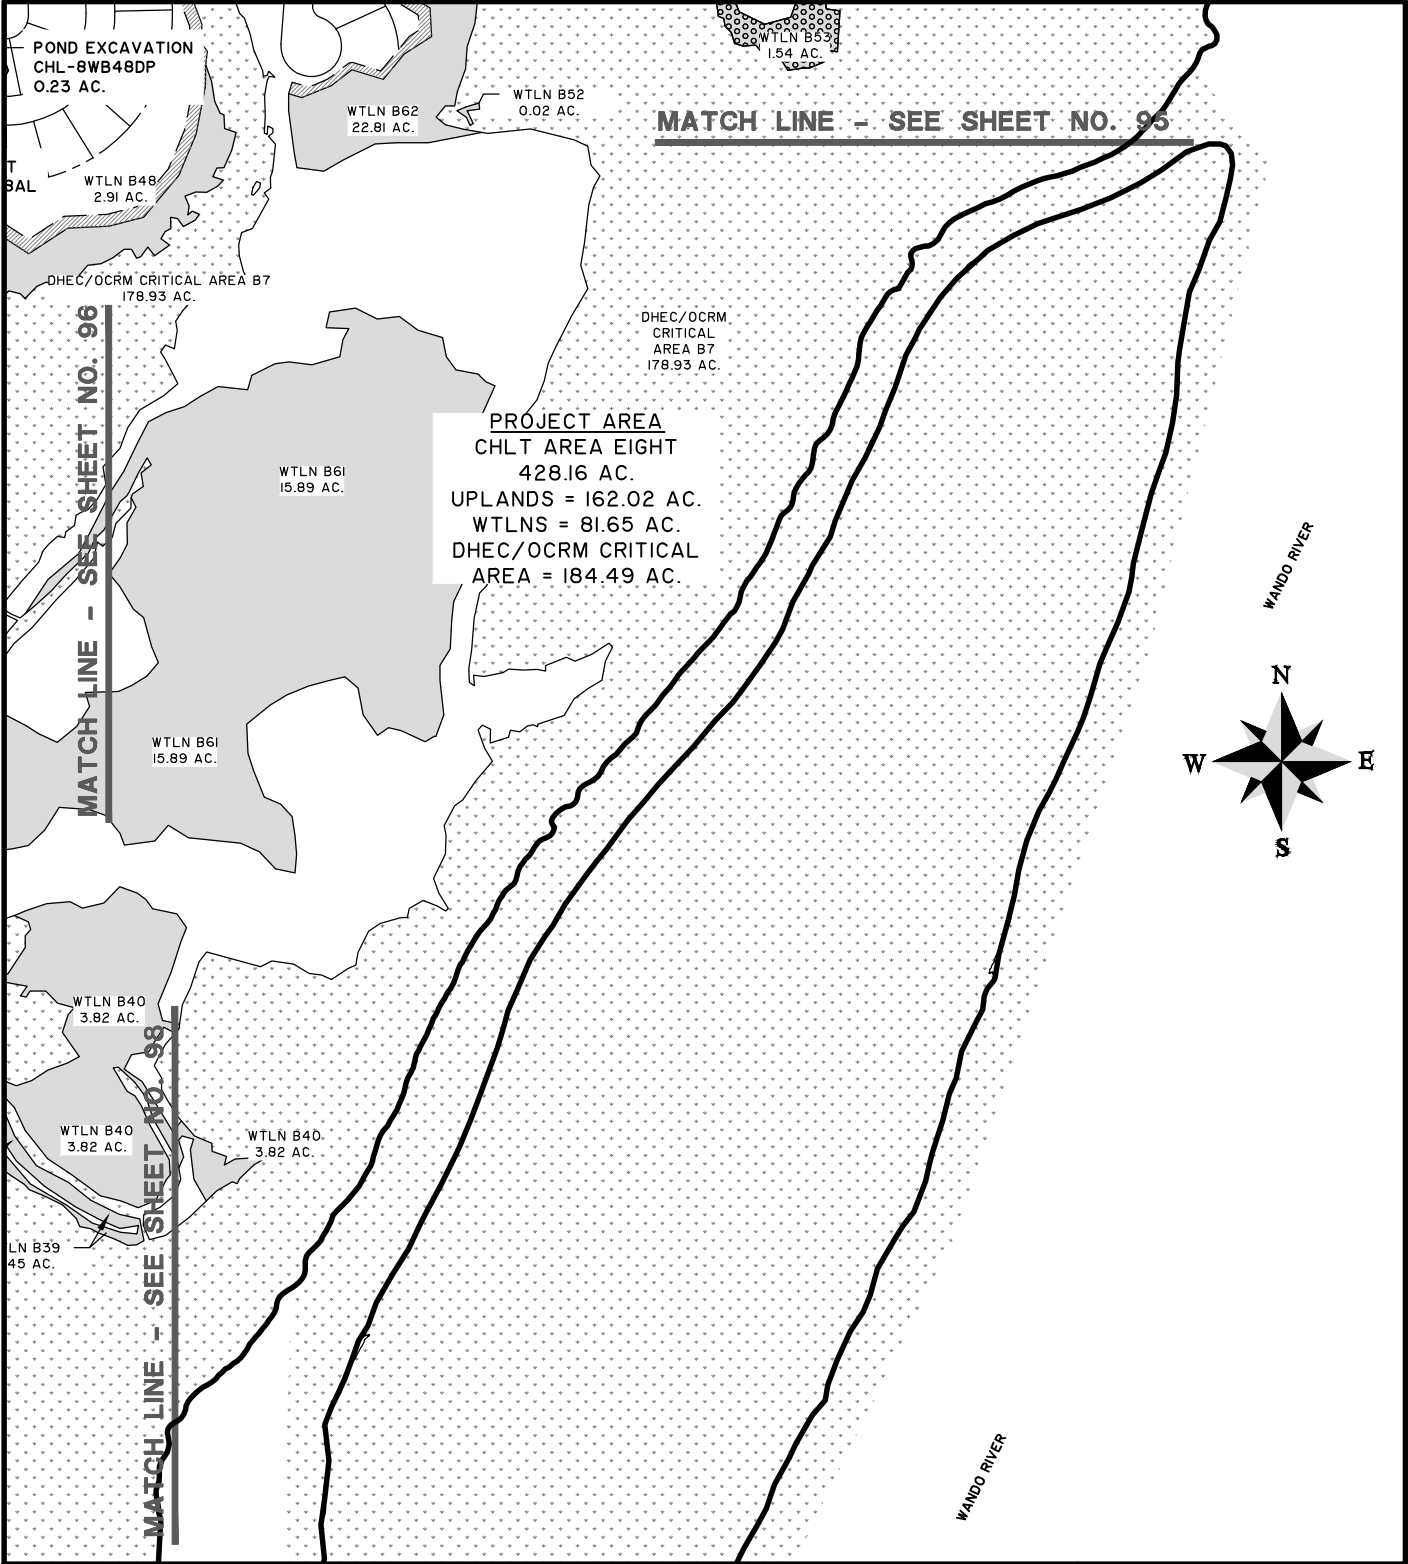 POND EXCAVATION
CHL-8WB48DP
0.23 AC.
WTLN B53
1.54 AC.
WTLN B62
22.81 AC.
WTLN B52
0.02 AC.
MATCH LINE - SEE SHEET NO. 95
T
BAL
WTLN B48
2.91 AC.
DHEC/OCRM CRITICAL AREA B7
178.93 AC.
MATCH LINE - SEE SHEET NO. 96
DHEC/OCRM
CRITICAL
AREA B7
178.93 AC.
PROJECT AREA
CHLT AREA EIGHT
428.16 AC.
UPLANDS = 162.02 AC.
WTLNS = 81.65 AC.
DHEC/OCRM CRITICAL
AREA = 184.49 AC.
WTLN B61
15.89 AC.
WANDO RIVER
N
W
E
S
WTLN B61
15.89 AC.
WTLN B40
3.82 AC.
MATCH LINE - SEE SHEET NO. 98
WTLN B40
3.82 AC.
WTLN B40
3.82 AC.
LN B39
45 AC.
WANDO RIVER